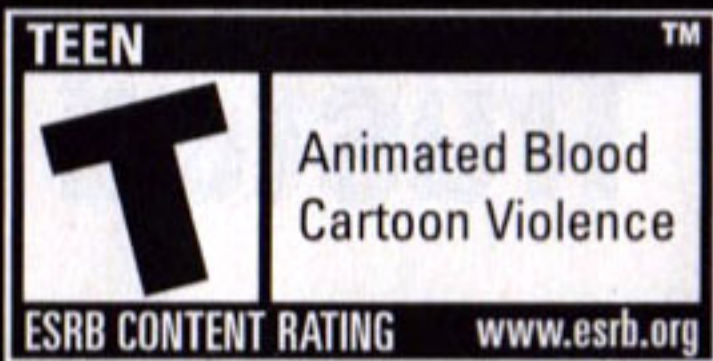 TEEN ™
T
Animated Blood
Cartoon Violence
ESRB CONTENT RATING www.esrb.org